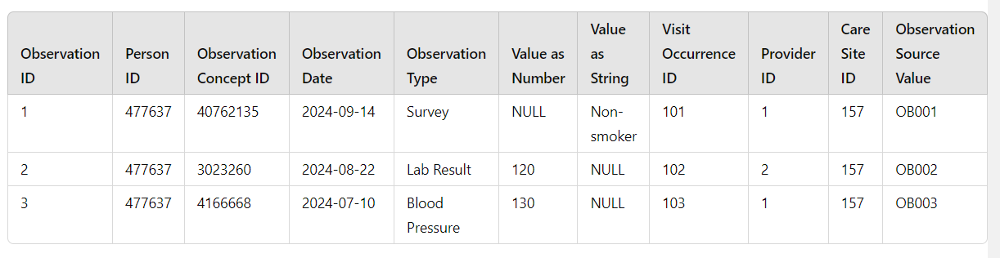 Observation ID | Person ID | Observation Concept ID | Observation Date | Observation Type | Value as Number | Value as String | Visit Occurrence ID | Provider ID | Care Site ID | Observation Source Value
1 | 477637 | 40762135 | 2024-09-14 | Survey | NULL | Non-smoker | 101 | 1 | 157 | OB001
2 | 477637 | 3023260 | 2024-08-22 | Lab Result | 120 | NULL | 102 | 2 | 157 | OB002
3 | 477637 | 4166668 | 2024-07-10 | Blood Pressure | 130 | NULL | 103 | 1 | 157 | OB003